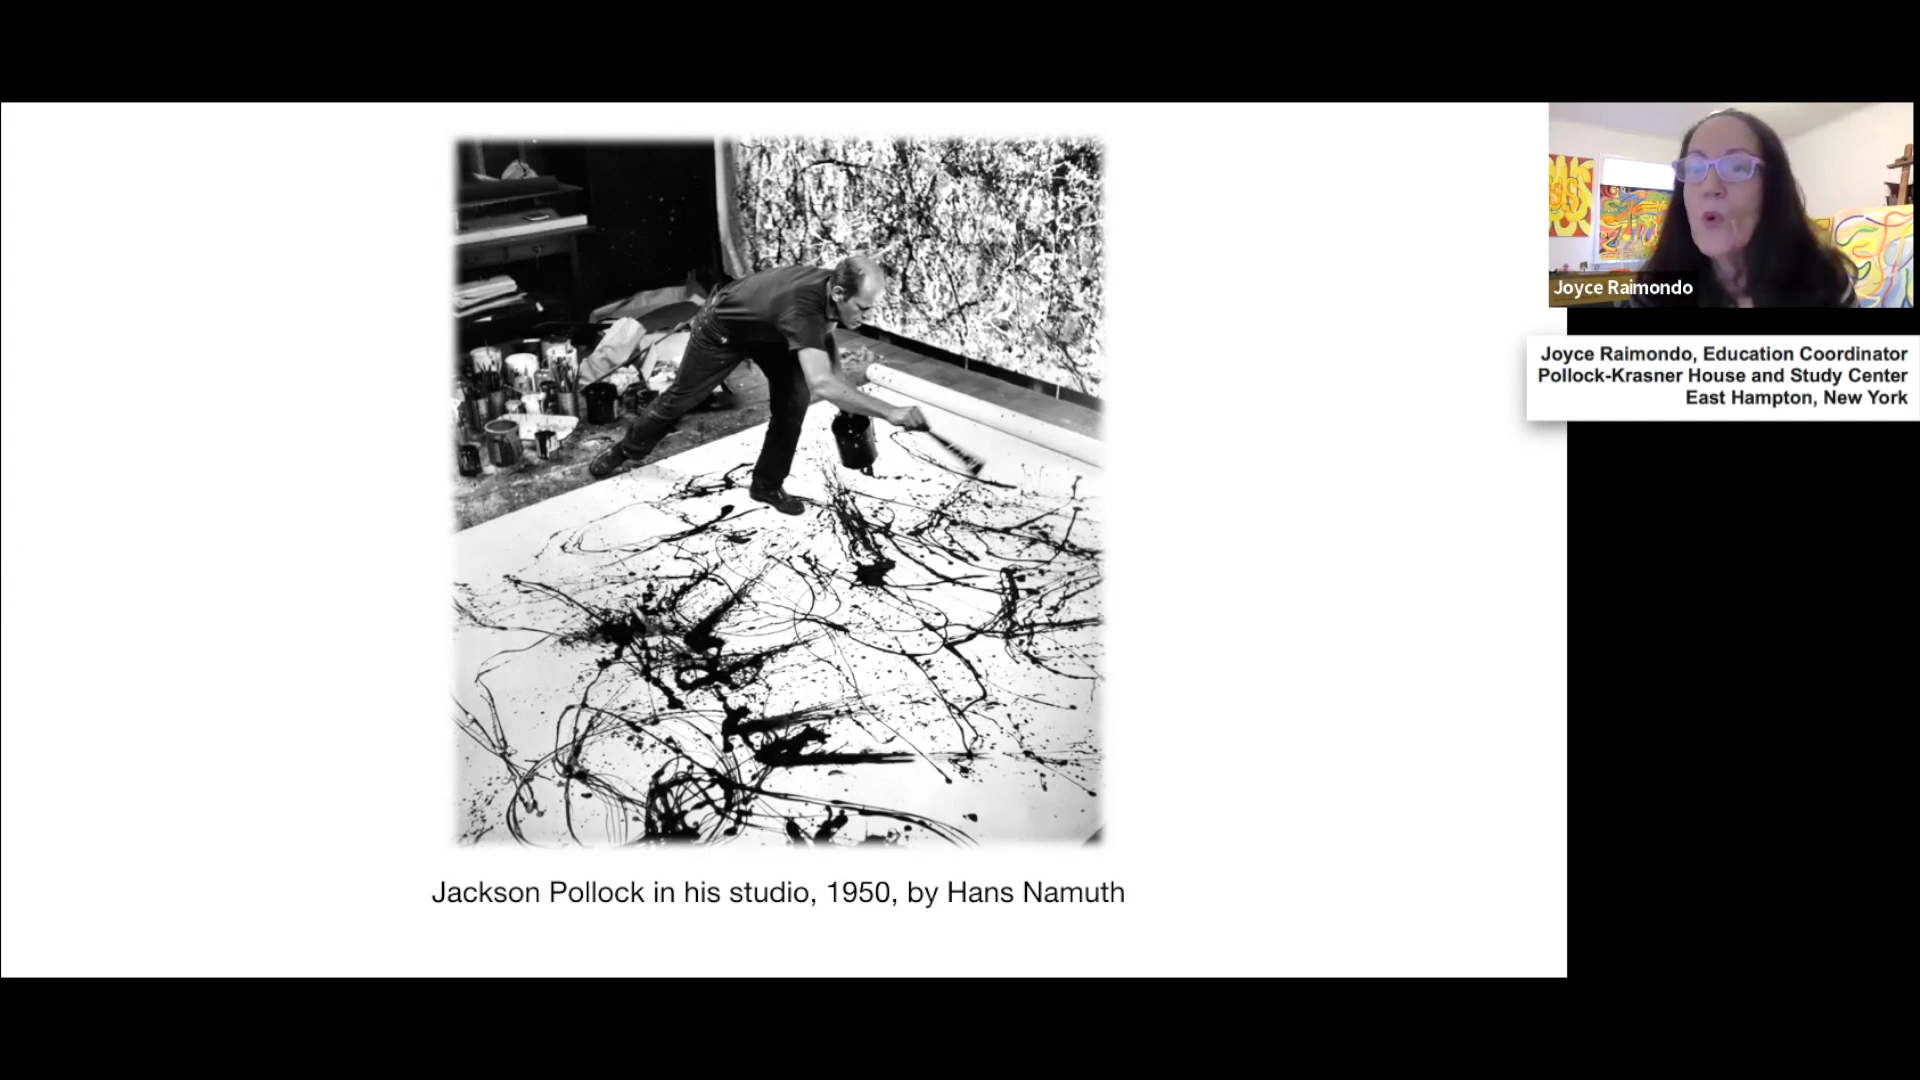 Joyce Raimondo
Joyce Raimondo, Education Coordinator
Pollock-Krasner House and Study Center
East Hampton, New York
Jackson Pollock in his studio, 1950, by Hans Namuth